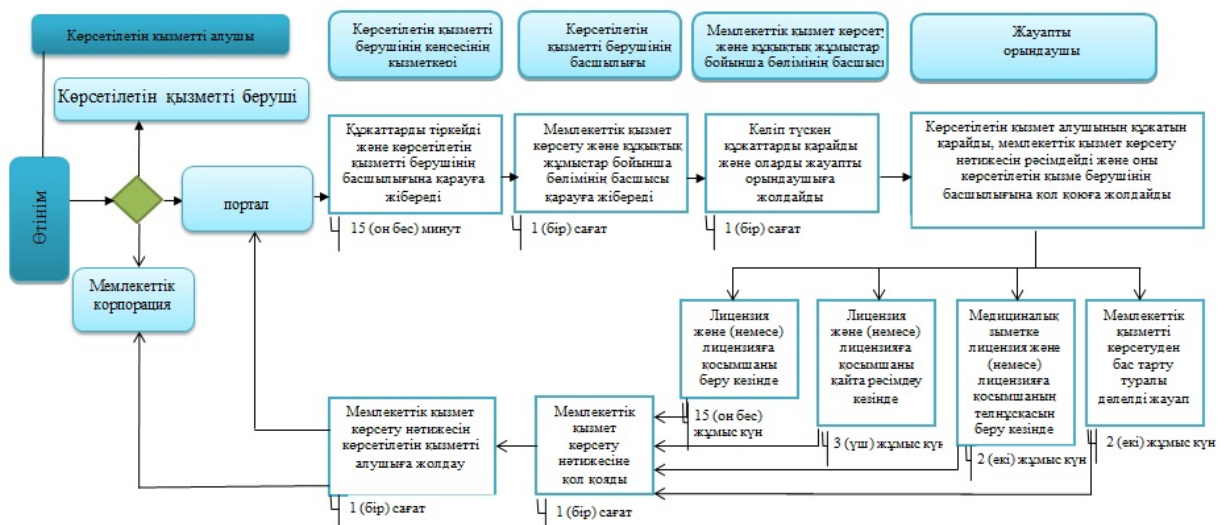 Көрсетілетін қызметті алушы
Көрсетілетін қызметті
берушінің кеңсесінің
қызметкері
Көрсетілетін
қызметті берушінің
басшылығы
Мемлекеттік қызмет көрсету
және құқықтық жұмыстар
бойынша бөлімінің басшысы
Жауапты
орындаушы
Көрсетілетін қызметті беруші
Өтінім
портал
Мемлекеттік
корпорация
Құжаттарды тіркейді
және көрсетілетін
қызметті берушінің
басшылығына қарауға
жібереді
15 (он бес) минут
Мемлекеттік қызмет
көрсету және құқықтық
жұмыстар бойынша
бөлімінің басшысы
қарауға жібереді
1 (бір) сағат
Келіп түскен
құжаттарды қарайды
және оларды жауапты
орындаушыға
жолдайды
1 (бір) сағат
Көрсетілетін қызмет алушының құжатын
қарайды, мемлекеттік қызмет көрсету
нәтижесін ресімдейді және оны
көрсетілетін қызме берушінің
басшылығына қол қоюға жолдайды
Лицензия
және (немесе)
лицензияға
қосымшаны
беру кезінде
15 (он бес)
жұмыс күн
Лицензия
және (немесе)
лицензияға
қосымшаны
қайта ресімдеу
кезінде
3 (үш) жұмыс күн
Медициналық
зыметке
лицензия және
(немесе)
лицензияға
қосымшаның
телнұсқасын
беру кезінде
2 (екі) жұмыс күн
Мемлекеттік
қызметті
көрсетуден
бас тарту
туралы
дәлелді жауап
2 (екі) жұмыс күн
Мемлекеттік қызмет
көрсету нәтижесін
көрсетілетін қызметті
алушыға жолдау
1 (бір) сағат
Мемлекеттік
қызмет
көрсету
нәтижесіне
қол қояды
1 (бір) сағат